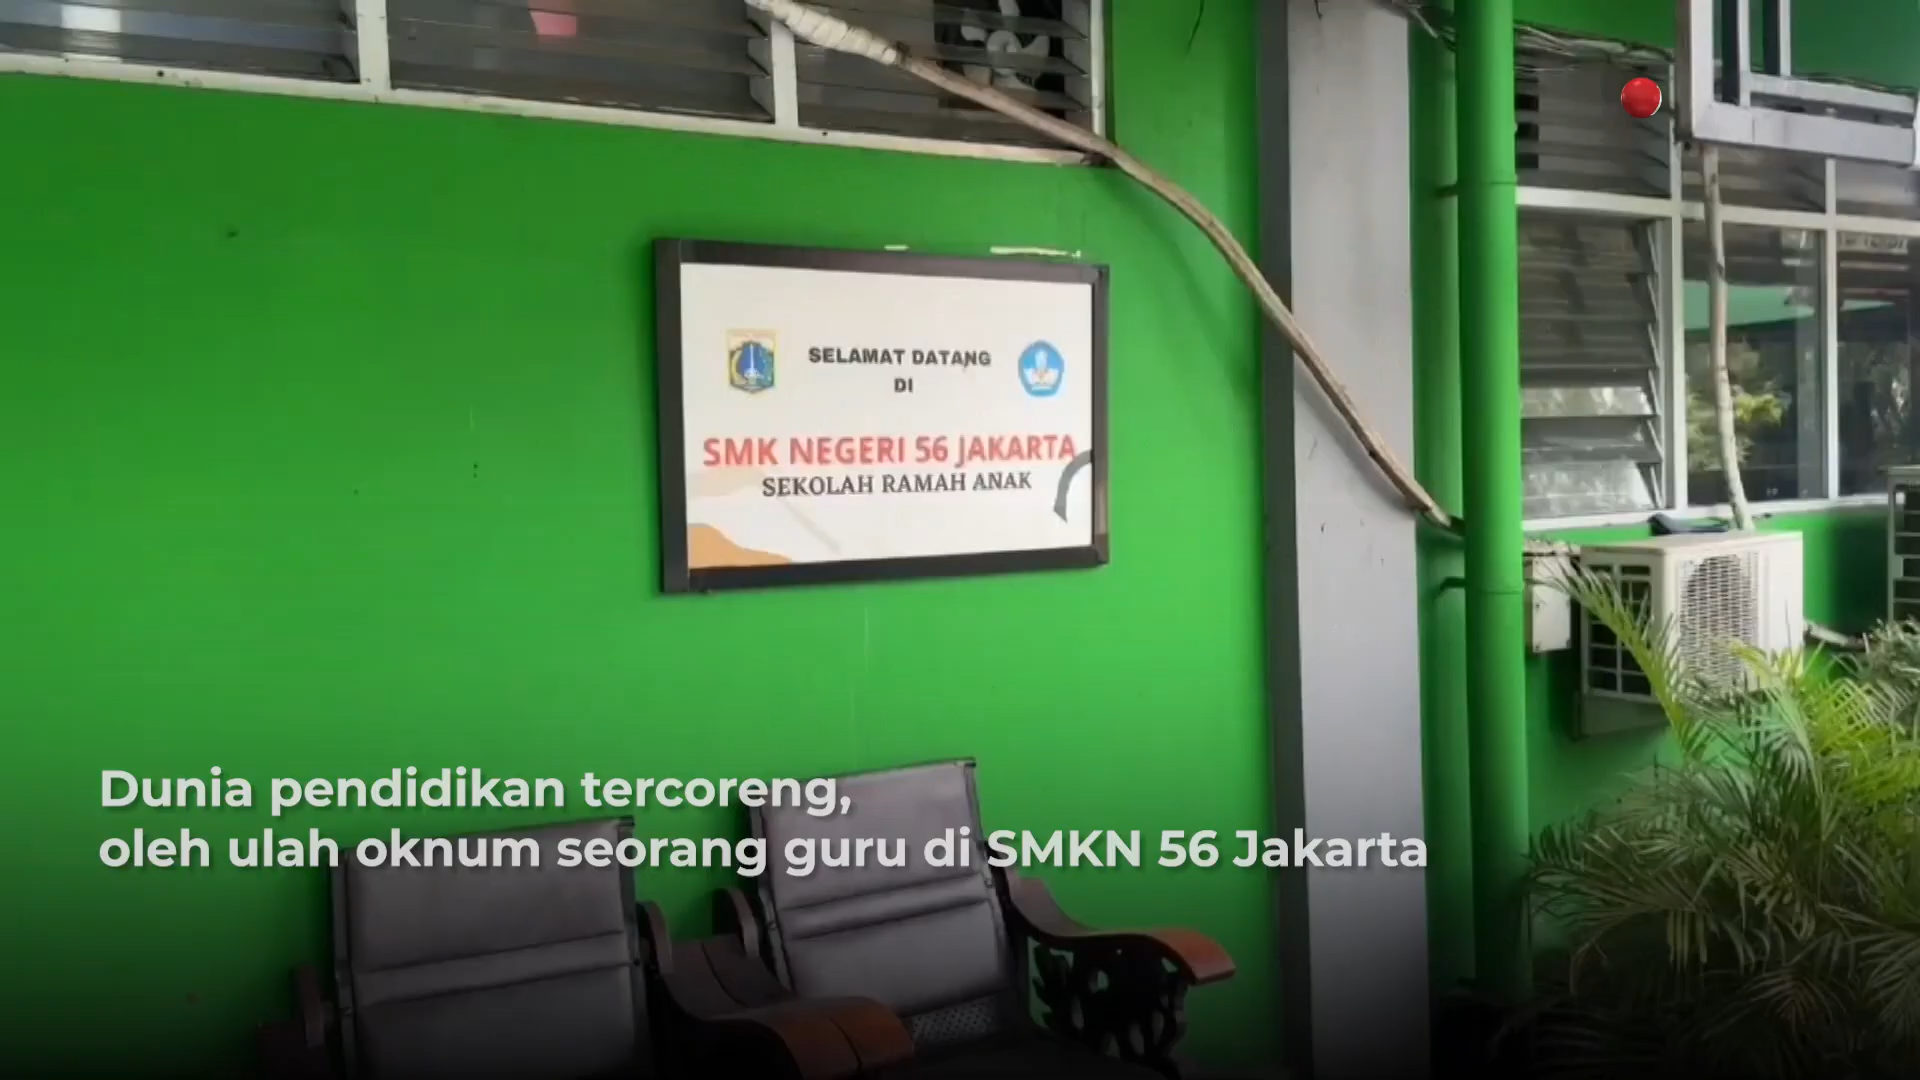 SELAMAT DATANG
DI
SMK NEGERI 56 JAKARTA
SEKOLAH RAMAH ANAK
Dunia pendidikan tercoreng,
oleh ulah oknum seorang guru di SMKN 56 Jakarta